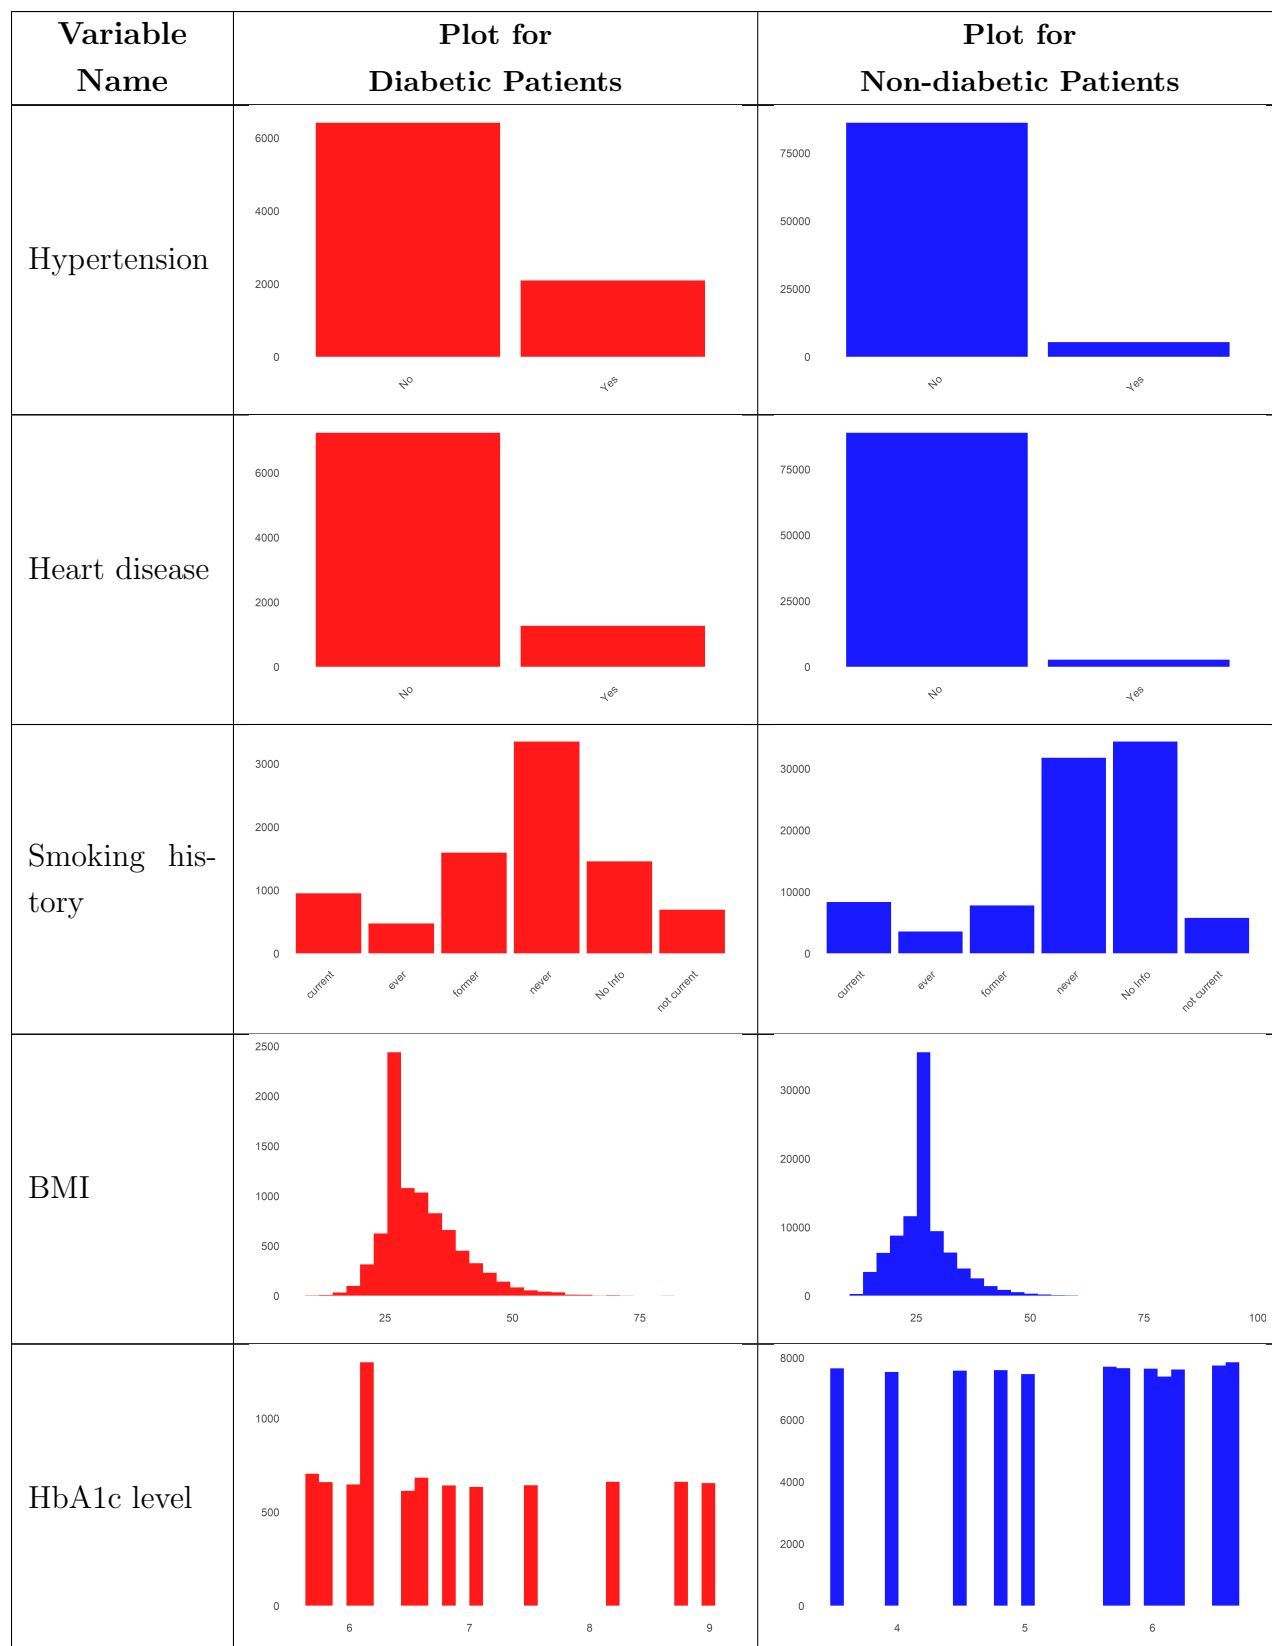 Variable Name
Plot for Diabetic Patients
Plot for Non-diabetic Patients
Hypertension
6000
4000
2000
0
No Yes
75000
50000
25000
0
No Yes
Heart disease
6000
4000
2000
0
No Yes
75000
50000
25000
0
No Yes
Smoking his-
tory
3000
2000
1000
0
current ever former never No Info not current
30000
20000
10000
0
current ever former never No Info not current
BMI
2500
2000
1500
1000
500
0
25 50 75
30000
20000
10000
0
25 50 75 100
HbA1c level
1000
500
0
6 7 8 9
8000
6000
4000
2000
0
4 5 6